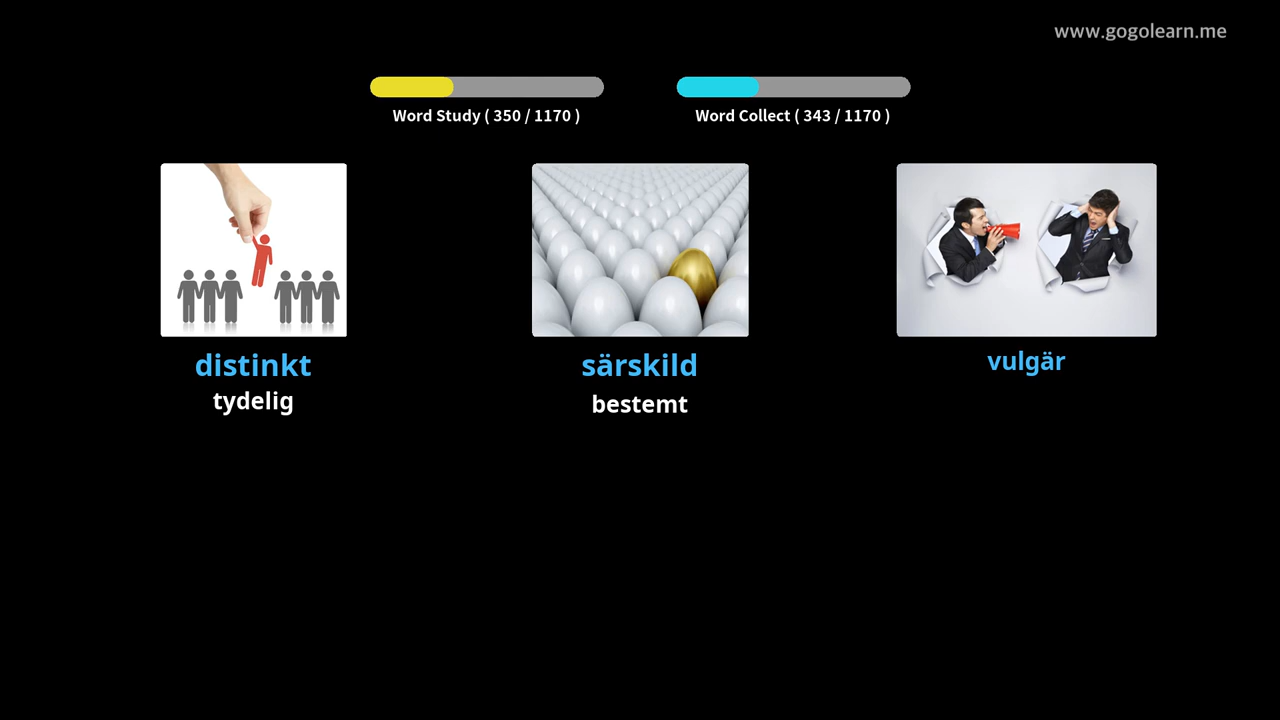 www.gogolearn.me
Word Study ( 350 / 1170 )
Word Collect ( 343 / 1170 )
distinkt
tydelig
särskild
bestemt
vulgär